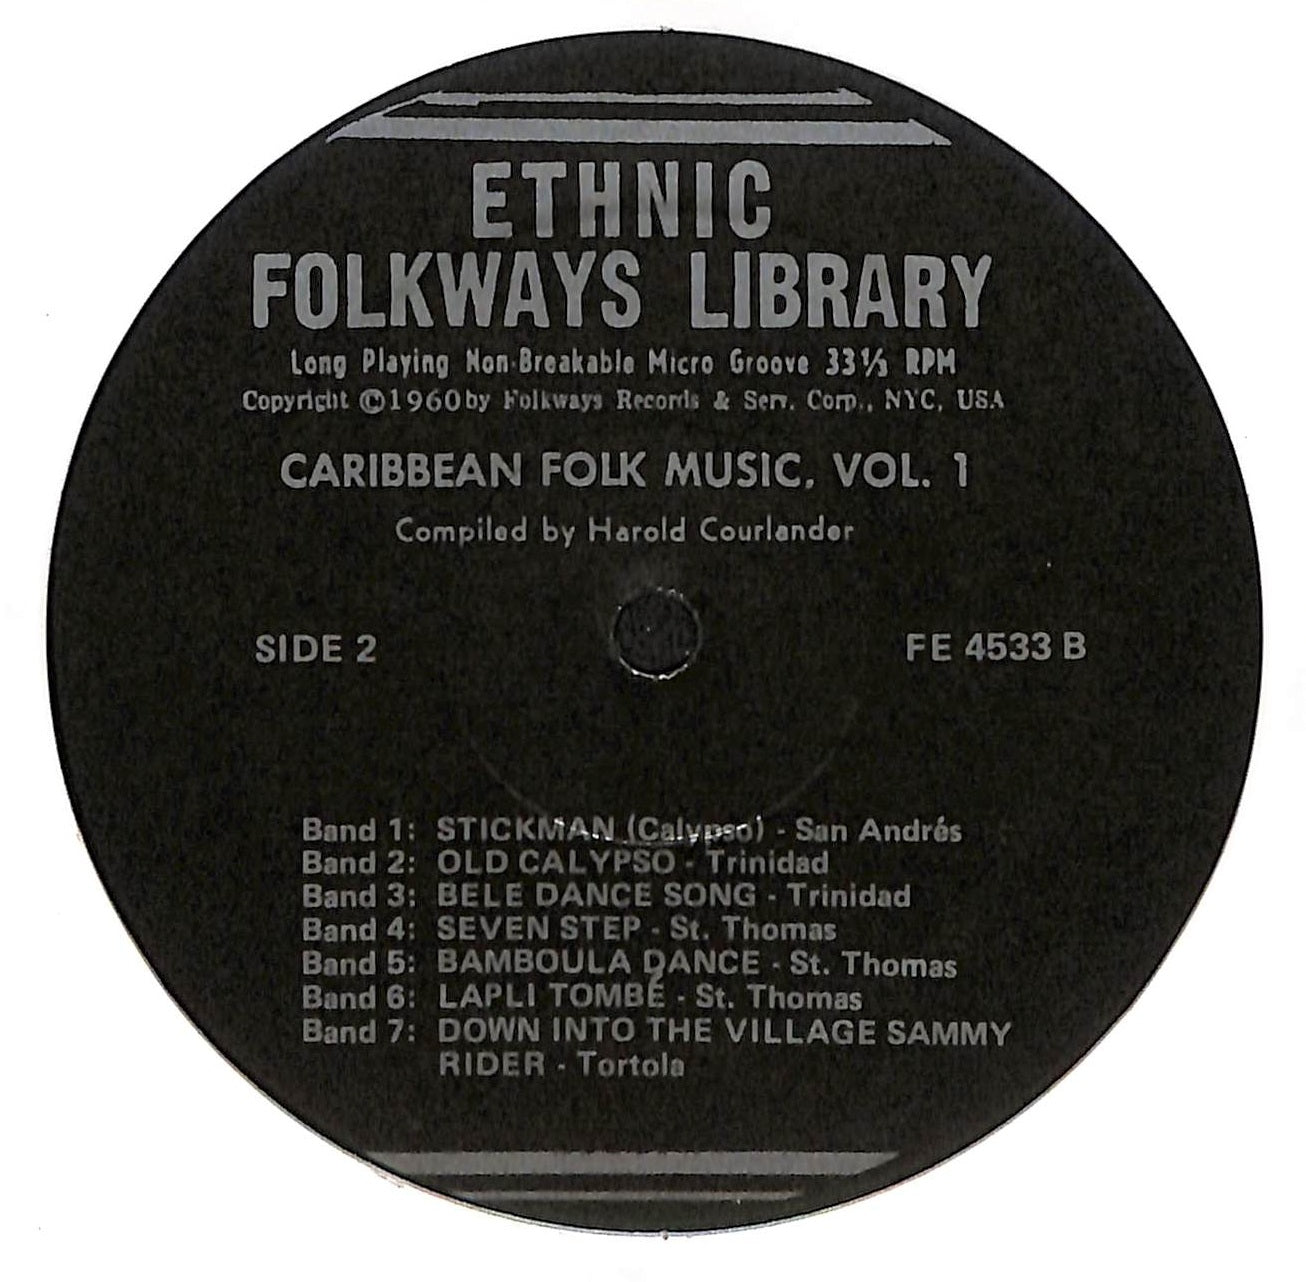 ETHNIC
FOLKWAYS LIBRARY
Long Playing Non-Breakable Micro Groove 33⅓ RPM
Copyright ©1960 by Folkways Records & Serv. Corp., NYC, USA
CARIBBEAN FOLK MUSIC, VOL. 1
Compiled by Harold Courlander
SIDE 2
FE 4533 B
Band 1: STICKMAN (Calypso) - San Andrés
Band 2: OLD CALYPSO - Trinidad
Band 3: BELE DANCE SONG - Trinidad
Band 4: SEVEN STEP - St. Thomas
Band 5: BAMBOULA DANCE - St. Thomas
Band 6: LAPLI TOMBÉ - St. Thomas
Band 7: DOWN INTO THE VILLAGE SAMMY
RIDER - Tortola